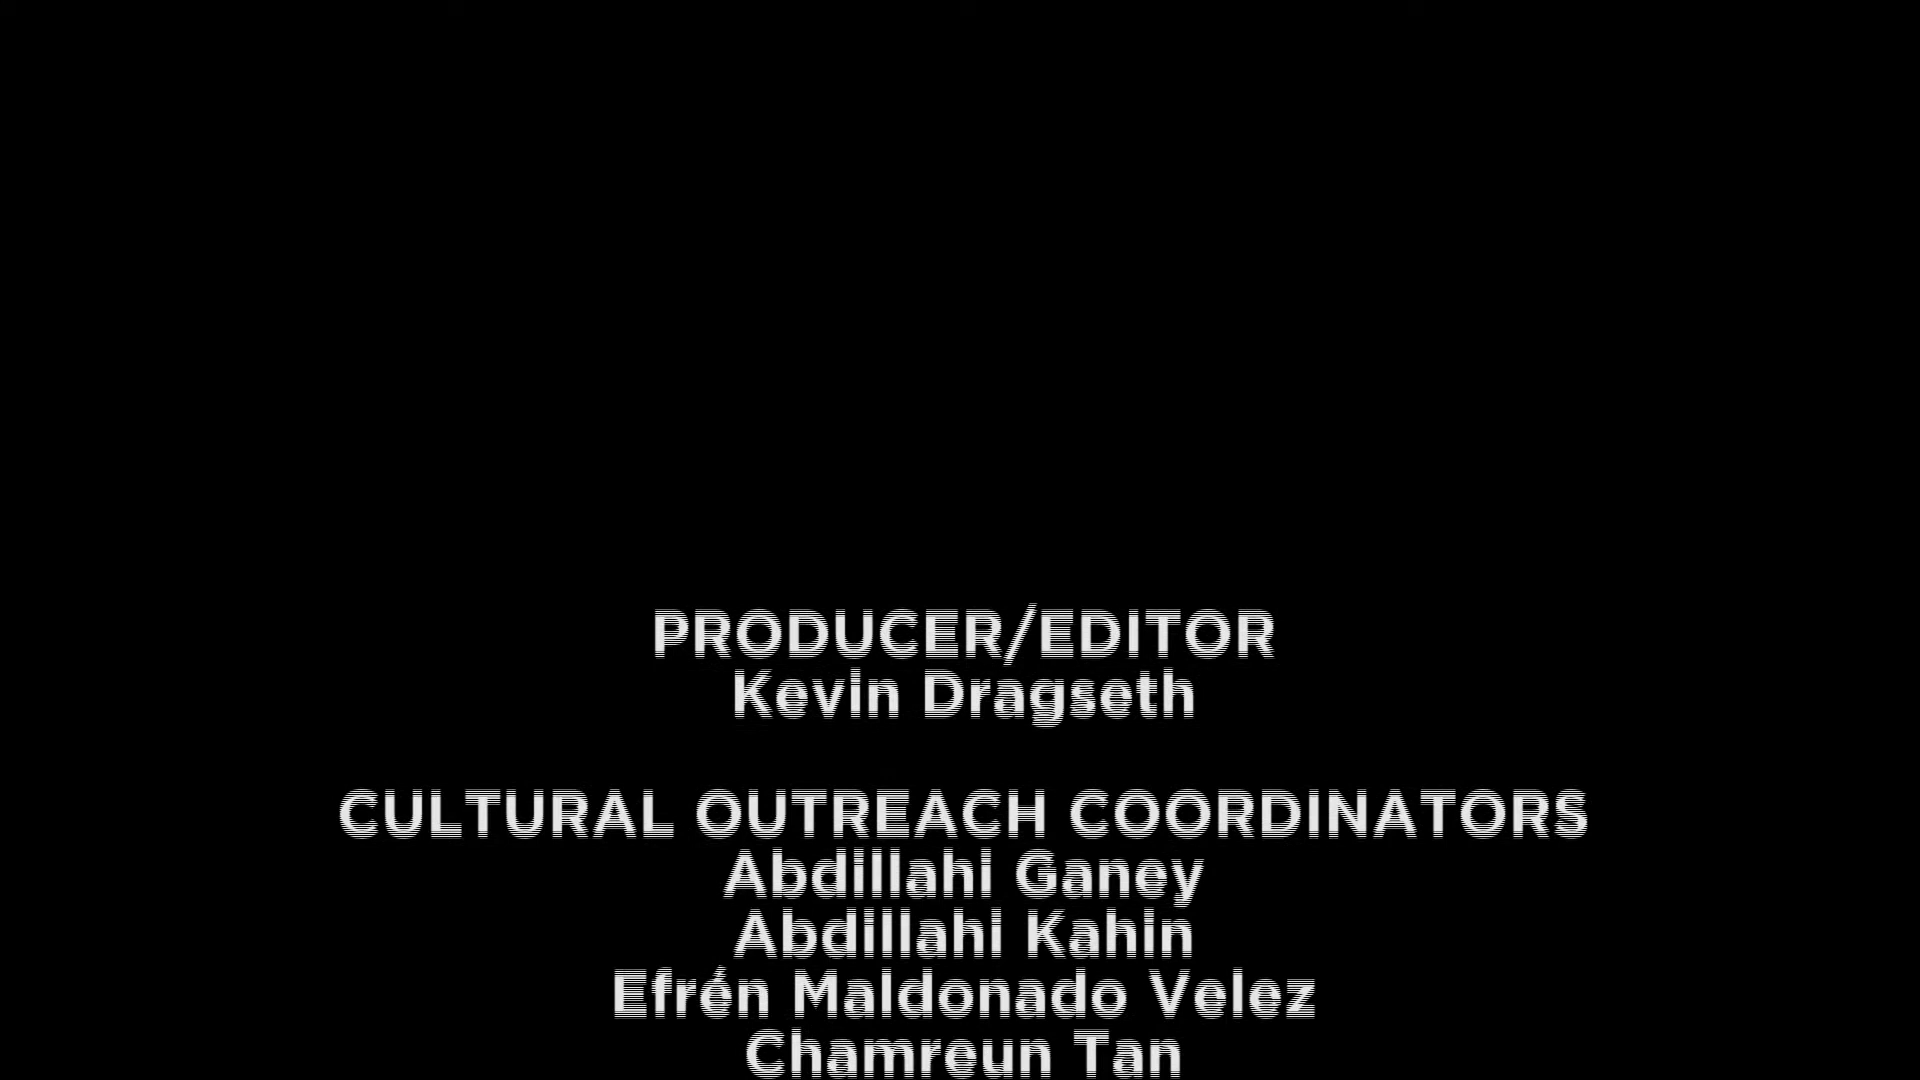 PRODUCER/EDITOR
Kevin Dragseth
CULTURAL OUTREACH COORDINATORS
Abdillahi Ganey
Abdillahi Kahin
Efrén Maldonado Velez
Chamreun Tan